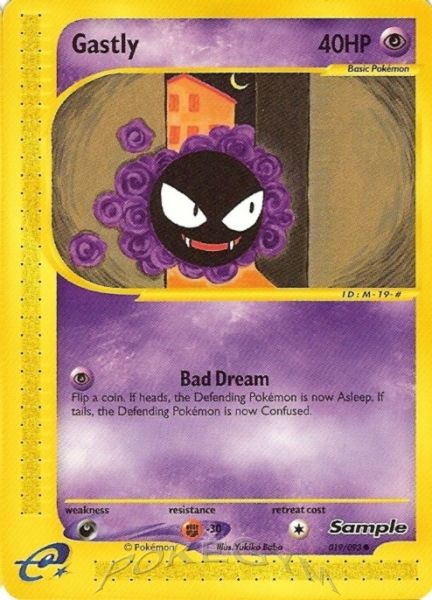 Gastly
40HP
Basic Pokémon
ID:M-19-#
Bad Dream
Flip a coin. If heads, the Defending Pokémon is now Asleep. If
tails, the Defending Pokémon is now Confused.
weakness
resistance
retreat cost
-30
Sample
© Pokémon
Illus. Yukiko Baba
019/093
e
POKEGYM